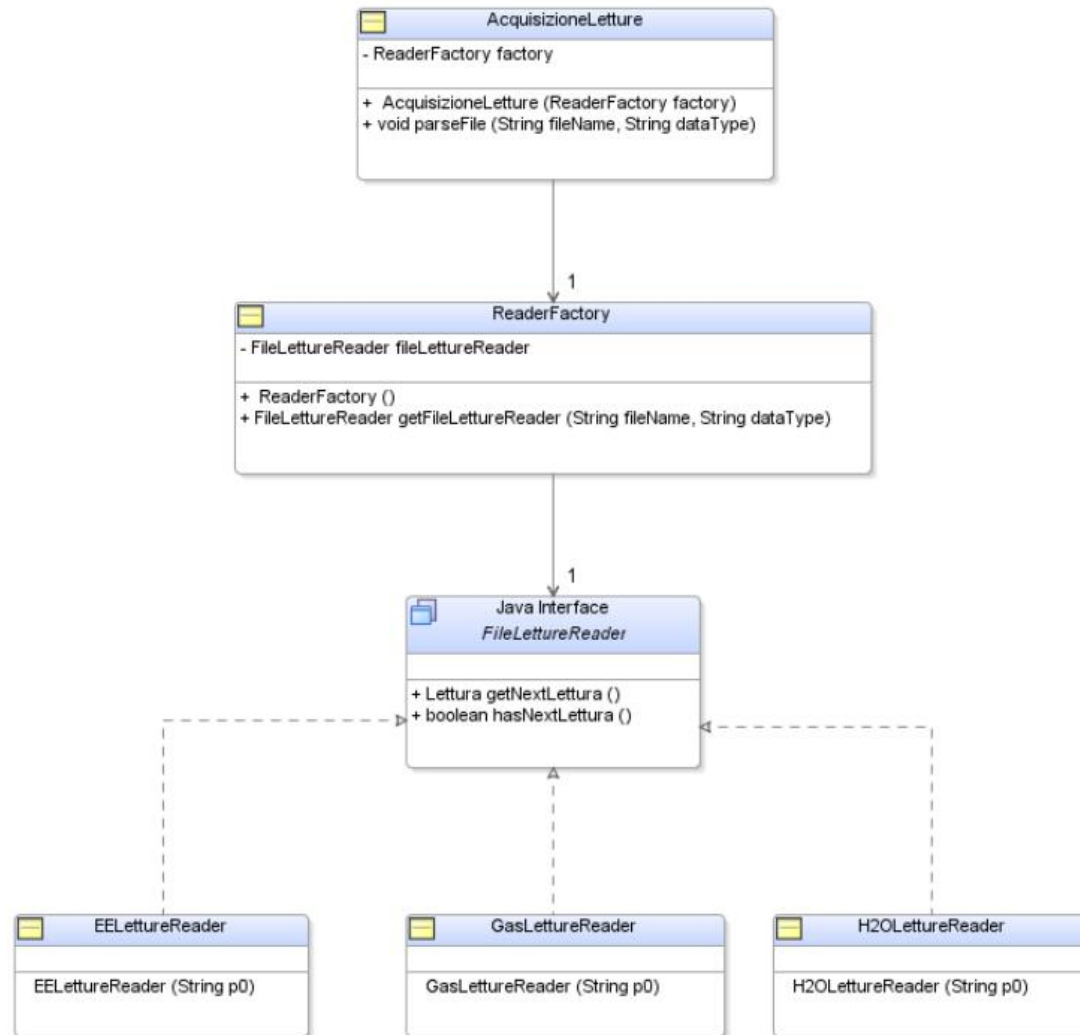 AcquisizioneLetture
- ReaderFactory factory
+ AcquisizioneLetture (ReaderFactory factory)
+ void parseFile (String fileName, String dataType)
1
ReaderFactory
- FileLettureReader fileLettureReader
+ ReaderFactory ()
+ FileLettureReader getFileLettureReader (String fileName, String dataType)
1
Java Interface
FileLettureReader
+ Lettura getNextLettura ()
+ boolean hasNextLettura ()
EELettureReader
EELettureReader (String p0)
GasLettureReader
GasLettureReader (String p0)
H2OLettureReader
H2OLettureReader (String p0)